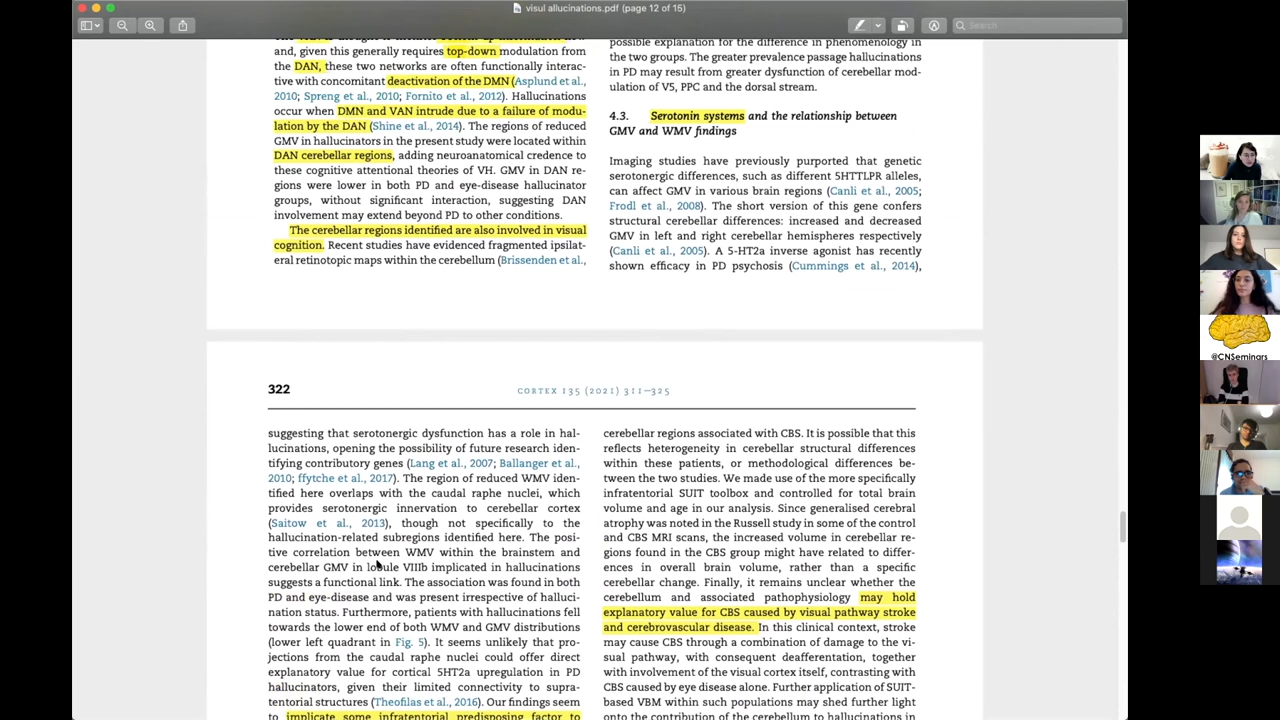 visul allucinations.pdf (page 12 of 15)
Search
and, given this generally requires top-down modulation from
the DAN, these two networks are often functionally interac-
tive with concomitant deactivation of the DMN (Asplund et al.,
2010; Spreng et al., 2010; Fornito et al., 2012). Hallucinations
occur when DMN and VAN intrude due to a failure of modu-
lation by the DAN (Shine et al., 2014). The regions of reduced
GMV in hallucinators in the present study were located within
DAN cerebellar regions, adding neuroanatomical credence to
these cognitive attentional theories of VH. GMV in DAN re-
gions were lower in both PD and eye-disease hallucinator
groups, without significant interaction, suggesting DAN
involvement may extend beyond PD to other conditions.
The cerebellar regions identified are also involved in visual
cognition. Recent studies have evidenced fragmented ipsilat-
eral retinotopic maps within the cerebellum (Brissenden et al.,
possible explanation for the difference in phenomenology in
the two groups. The greater prevalence passage hallucinations
in PD may result from greater dysfunction of cerebellar mod-
ulation of V5, PPC and the dorsal stream.
4.3. Serotonin systems and the relationship between
GMV and WMV findings
Imaging studies have previously purported that genetic
serotonergic differences, such as different 5HTTLPR alleles,
can affect GMV in various brain regions (Canli et al., 2005;
Frodl et al., 2008). The short version of this gene confers
structural cerebellar differences: increased and decreased
GMV in left and right cerebellar hemispheres respectively
(Canli et al., 2005). A 5-HT2a inverse agonist has recently
shown efficacy in PD psychosis (Cummings et al., 2014),
322
CORTEX 135 (2021) 311–325
suggesting that serotonergic dysfunction has a role in hal-
lucinations, opening the possibility of future research iden-
tifying contributory genes (Lang et al., 2007; Ballanger et al.,
2010; ffytche et al., 2017). The region of reduced WMV iden-
tified here overlaps with the caudal raphe nuclei, which
provides serotonergic innervation to cerebellar cortex
(Saitow et al., 2013), though not specifically to the
hallucination-related subregions identified here. The posi-
tive correlation between WMV within the brainstem and
cerebellar GMV in lobule VIIIb implicated in hallucinations
suggests a functional link. The association was found in both
PD and eye-disease and was present irrespective of halluci-
nation status. Furthermore, patients with hallucinations fell
towards the lower end of both WMV and GMV distributions
(lower left quadrant in Fig. 5). It seems unlikely that pro-
jections from the caudal raphe nuclei could offer direct
explanatory value for cortical 5HT2a upregulation in PD
hallucinators, given their limited connectivity to supra-
tentorial structures (Theofilas et al., 2016). Our findings seem
to implicate some infratentorial predisposing factor to
cerebellar regions associated with CBS. It is possible that this
reflects heterogeneity in cerebellar structural differences
within these patients, or methodological differences be-
tween the two studies. We made use of the more specifically
infratentorial SUIT toolbox and controlled for total brain
volume and age in our analysis. Since generalised cerebral
atrophy was noted in the Russell study in some of the control
and CBS MRI scans, the increased volume in cerebellar re-
gions found in the CBS group might have related to differ-
ences in overall brain volume, rather than a specific
cerebellar change. Finally, it remains unclear whether the
cerebellum and associated pathophysiology may hold
explanatory value for CBS caused by visual pathway stroke
and cerebrovascular disease. In this clinical context, stroke
may cause CBS through a combination of damage to the vi-
sual pathway, with consequent deafferentation, together
with involvement of the visual cortex itself, contrasting with
CBS caused by eye disease alone. Further application of SUIT-
based VBM within such populations may shed further light
onto the contribution of the cerebellum to hallucinations in
@CNSeminars